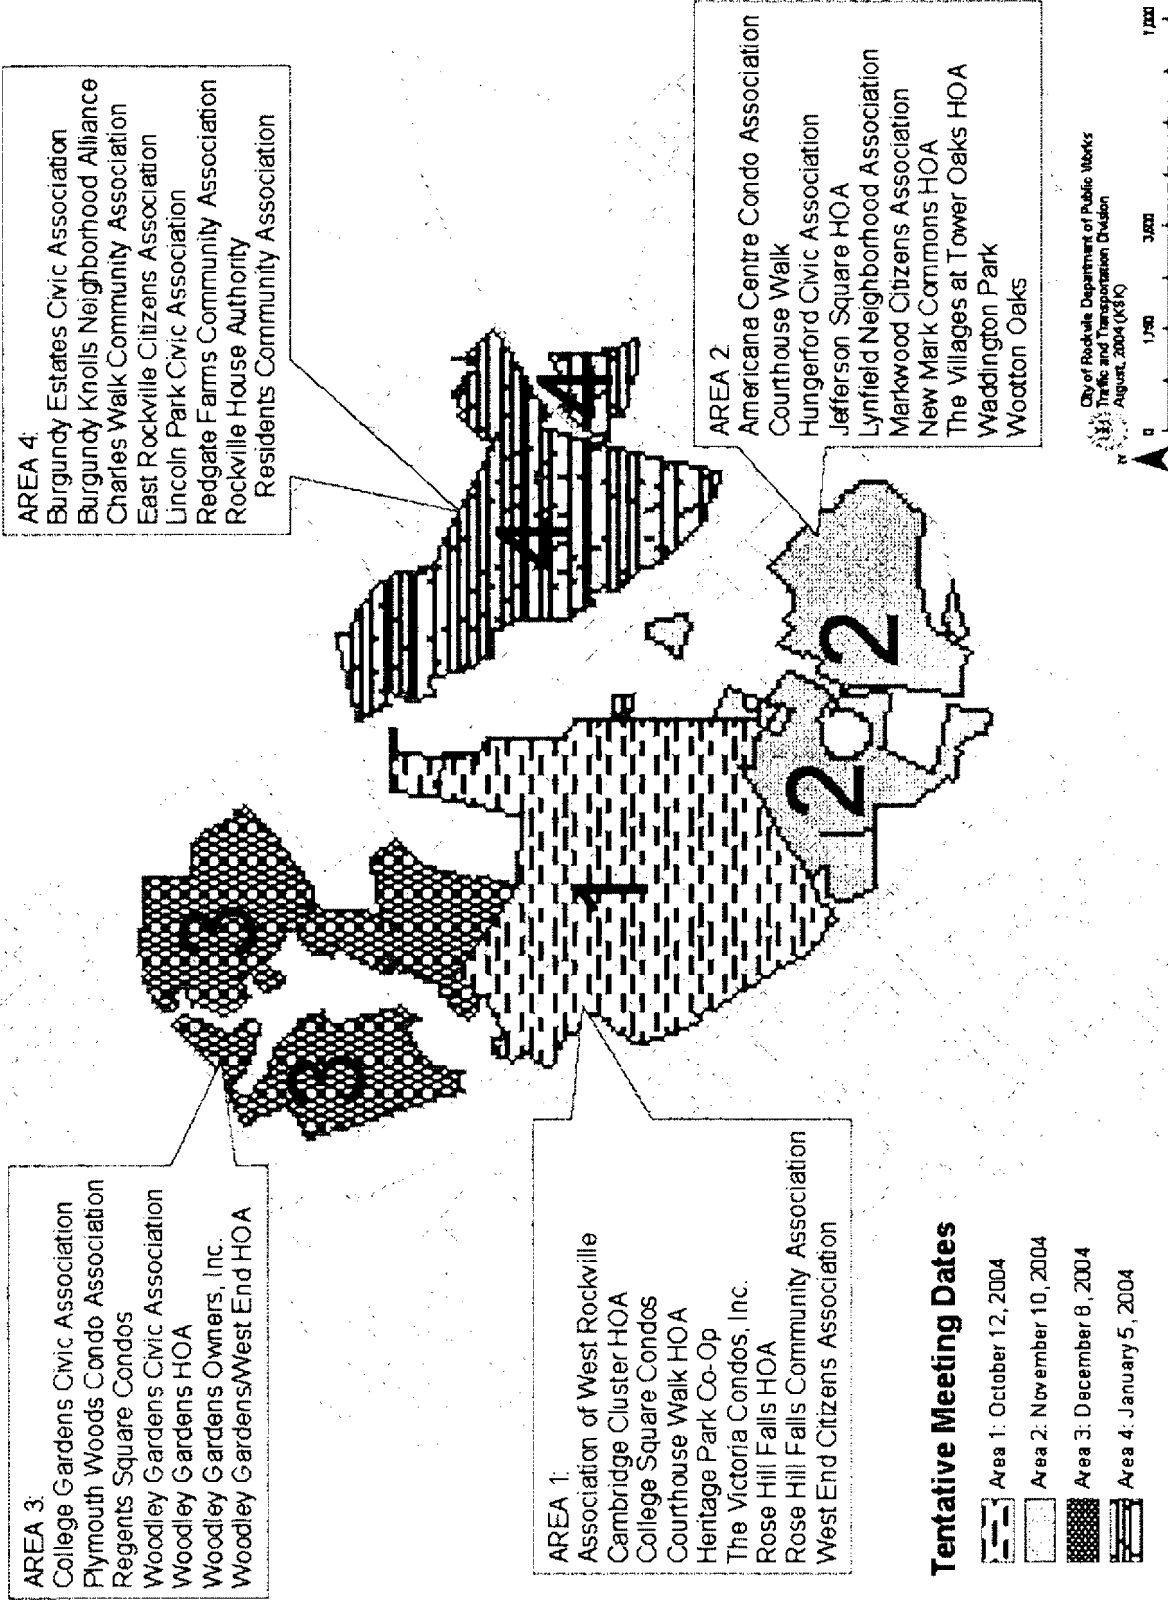 AREA 3:
College Gardens Civic Association
Plymouth Woods Condo Association
Regents Square Condos
Woodley Gardens Civic Association
Woodley Gardens HOA
Woodley Gardens Owners, Inc.
Woodley Gardens/West End HOA
AREA 4:
Burgundy Estates Civic Association
Burgundy Knolls Neighborhood Alliance
Charles Walk Community Association
East Rockville Citizens Association
Lincoln Park Civic Association
Redgate Farms Community Association
Rockville House Authority
Residents Community Association
3
3
4
4
1
2
2
AREA 1:
Association of West Rockville
Cambridge Cluster HOA
College Square Condos
Courthouse Walk HOA
Heritage Park Co-Op
The Victoria Condos, Inc.
Rose Hill Falls HOA
Rose Hill Falls Community Association
West End Citizens Association
AREA 2:
Americana Centre Condo Association
Courthouse Walk
Hungerford Civic Association
Jefferson Square HOA
Lynfield Neighborhood Association
Markwood Citizens Association
New Mark Commons HOA
The Villages at Tower Oaks HOA
Waddington Park
Wootton Oaks
Tentative Meeting Dates
Area 1: October 12, 2004
Area 2: November 10, 2004
Area 3: December 8, 2004
Area 4: January 5, 2004
City of Rockville Department of Public Works
Traffic and Transportation Division
August, 2004 (KSK)
N
0